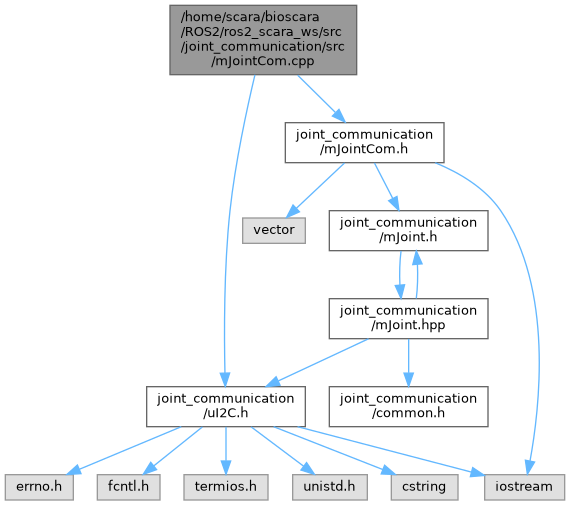 /home/scara/bioscara
/ROS2/ros2_scara_ws/src
/joint_communication/src
/mJointCom.cpp
joint_communication
/mJointCom.h
vector
joint_communication
/mJoint.h
joint_communication
/mJoint.hpp
joint_communication
/uI2C.h
joint_communication
/common.h
errno.h
fcntl.h
termios.h
unistd.h
cstring
iostream